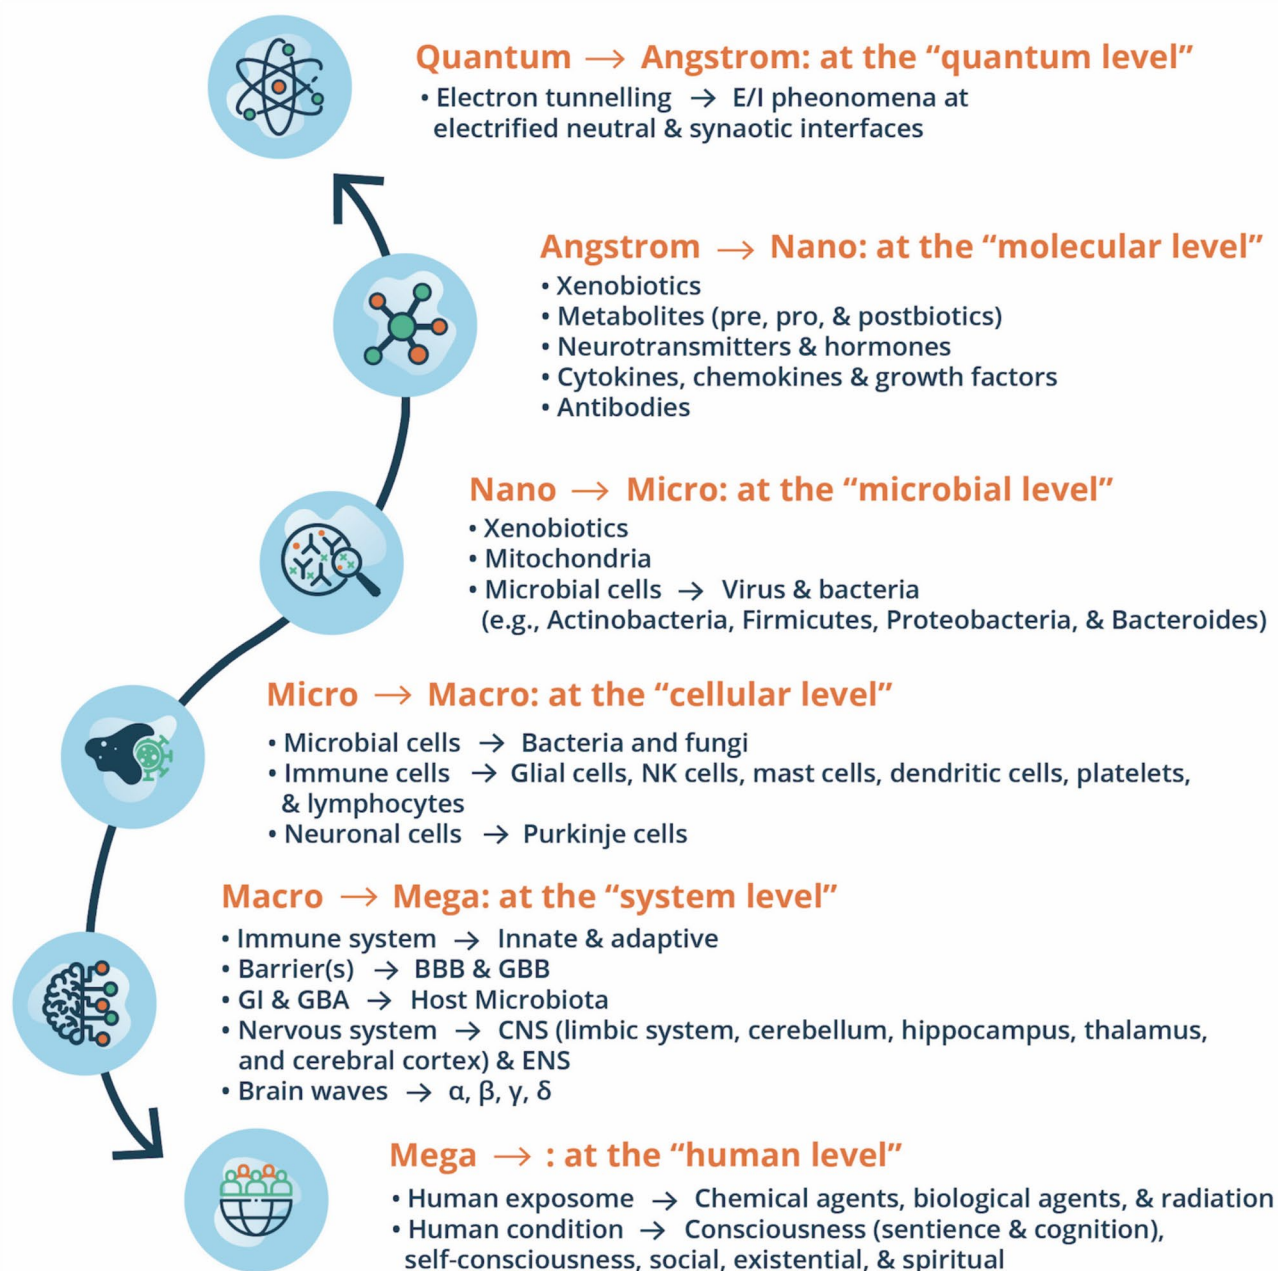 Quantum → Angstrom: at the “quantum level”
• Electron tunnelling → E/I pheonomena at
electrified neutral & synaotic interfaces
Angstrom → Nano: at the “molecular level”
• Xenobiotics
• Metabolites (pre, pro, & postbiotics)
• Neurotransmitters & hormones
• Cytokines, chemokines & growth factors
• Antibodies
Nano → Micro: at the “microbial level”
• Xenobiotics
• Mitochondria
• Microbial cells → Virus & bacteria
(e.g., Actinobacteria, Firmicutes, Proteobacteria, & Bacteroides)
Micro → Macro: at the “cellular level”
• Microbial cells → Bacteria and fungi
• Immune cells → Glial cells, NK cells, mast cells, dendritic cells, platelets,
& lymphocytes
• Neuronal cells → Purkinje cells
Macro → Mega: at the “system level”
• Immune system → Innate & adaptive
• Barrier(s) → BBB & GBB
• GI & GBA → Host Microbiota
• Nervous system → CNS (limbic system, cerebellum, hippocampus, thalamus,
and cerebral cortex) & ENS
• Brain waves → α, β, γ, δ
Mega → : at the “human level”
• Human exposome → Chemical agents, biological agents, & radiation
• Human condition → Consciousness (sentience & cognition),
self-consciousness, social, existential, & spiritual